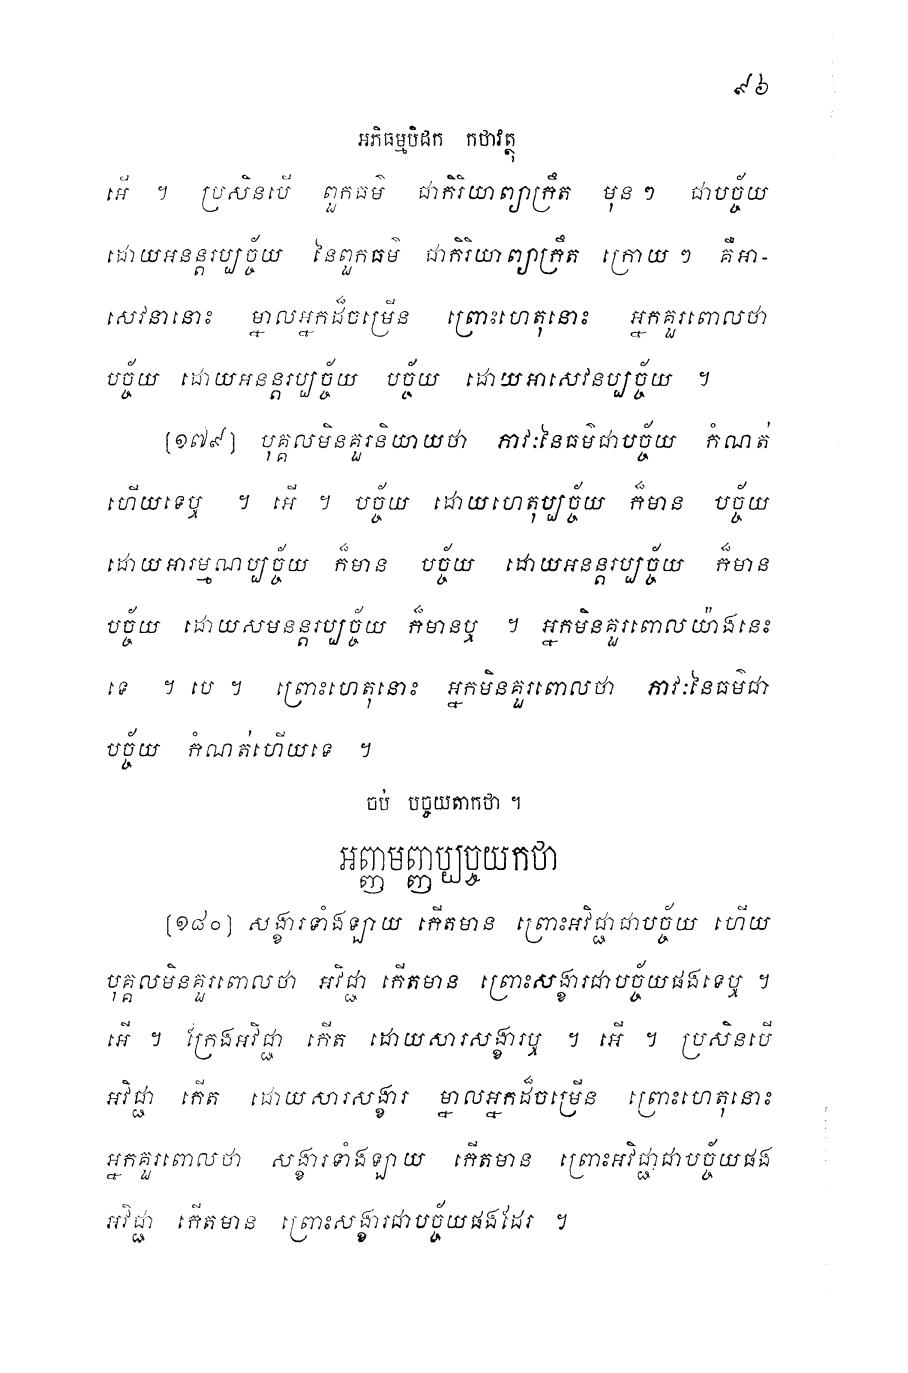 ៩៦
អភិធម្មបិដក កថាវត្ថុ
អើ ។ ប្រសិនបើ ពួកធម៌ ជាកិរិយាព្យាក្រឹត មុនៗ ជាបច្ច័យ
ដោយអនន្តរប្បច្ច័យ នៃពួកធម៌ ជាកិរិយាព្យាក្រឹត ក្រោយៗ គឺអា-
សេវនានោះ ម្នាលអ្នកដ៏ចម្រើន ព្រោះហេតុនោះ អ្នកគួរពោលថា
បច្ច័យ ដោយអនន្តរប្បច្ច័យ បច្ច័យ ដោយអាសេវនប្បច្ច័យ ។
[១៧៩] បុគ្គលមិនគួរនិយាយថា ភាវៈនៃធម៌ជាបច្ច័យ កំណត់
ហើយទេឬ ។ អើ ។ បច្ច័យ ដោយហេតុប្បច្ច័យ ក៏មាន បច្ច័យ
ដោយអារម្មណប្បច្ច័យ ក៏មាន បច្ច័យ ដោយអនន្តរប្បច្ច័យ ក៏មាន
បច្ច័យ ដោយសមនន្តរប្បច្ច័យ ក៏មានឬ ។ អ្នកមិនគួរពោលយ៉ាងនេះ
ទេ ។ បេ ។ ព្រោះហេតុនោះ អ្នកមិនគួរពោលថា ភាវៈនៃធម៌ជា
បច្ច័យ កំណត់ហើយទេ ។
ចប់ បច្ចយតាកថា ។
អញ្ញមញ្ញប្បច្ចយកថា
[១៨០] សង្ខារទាំងឡាយ កើតមាន ព្រោះអវិជ្ជាជាបច្ច័យ ហើយ
បុគ្គលមិនគួរពោលថា អវិជ្ជា កើតមាន ព្រោះសង្ខារជាបច្ច័យផងទេឬ ។
អើ ។ ក្រែងអវិជ្ជា កើត ដោយសារសង្ខារឬ ។ អើ ។ ប្រសិនបើ
អវិជ្ជា កើត ដោយសារសង្ខារ ម្នាលអ្នកដ៏ចម្រើន ព្រោះហេតុនោះ
អ្នកគួរពោលថា សង្ខារទាំងឡាយ កើតមាន ព្រោះអវិជ្ជាជាបច្ច័យផង
អវិជ្ជា កើតមាន ព្រោះសង្ខារជាបច្ច័យផងដែរ ។